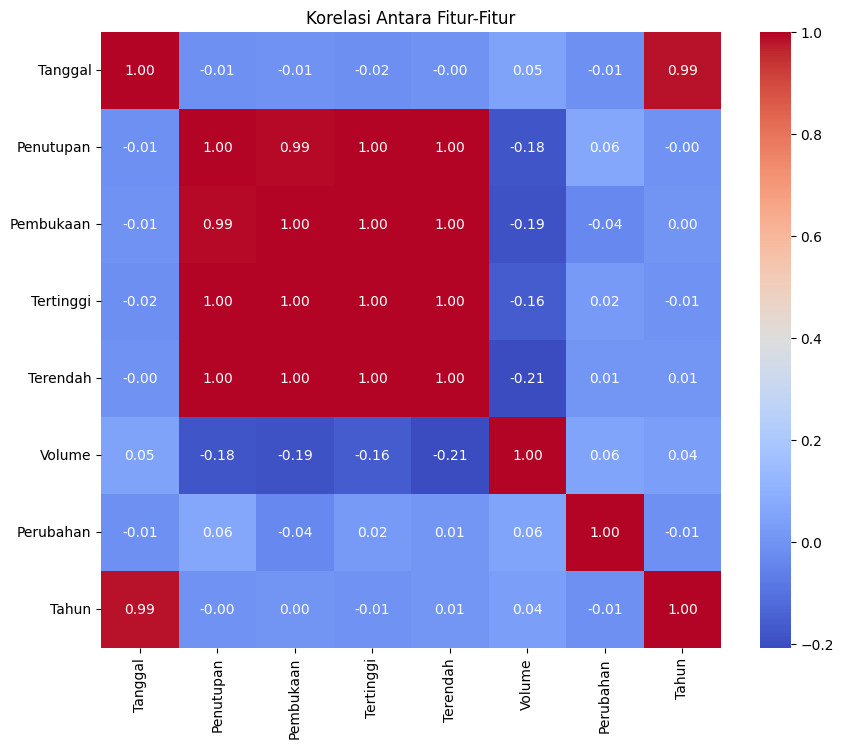 Korelasi Antara Fitur-Fitur
Tanggal 1.00 -0.01 -0.01 -0.02 -0.00 0.05 -0.01 0.99
Penutupan -0.01 1.00 0.99 1.00 1.00 -0.18 0.06 -0.00
Pembukaan -0.01 0.99 1.00 1.00 1.00 -0.19 -0.04 0.00
Tertinggi -0.02 1.00 1.00 1.00 1.00 -0.16 0.02 -0.01
Terendah -0.00 1.00 1.00 1.00 1.00 -0.21 0.01 0.01
Volume 0.05 -0.18 -0.19 -0.16 -0.21 1.00 0.06 0.04
Perubahan -0.01 0.06 -0.04 0.02 0.01 0.06 1.00 -0.01
Tahun 0.99 -0.00 0.00 -0.01 0.01 0.04 -0.01 1.00
Tanggal Penutupan Pembukaan Tertinggi Terendah Volume Perubahan Tahun
1.0
0.8
0.6
0.4
0.2
0.0
−0.2